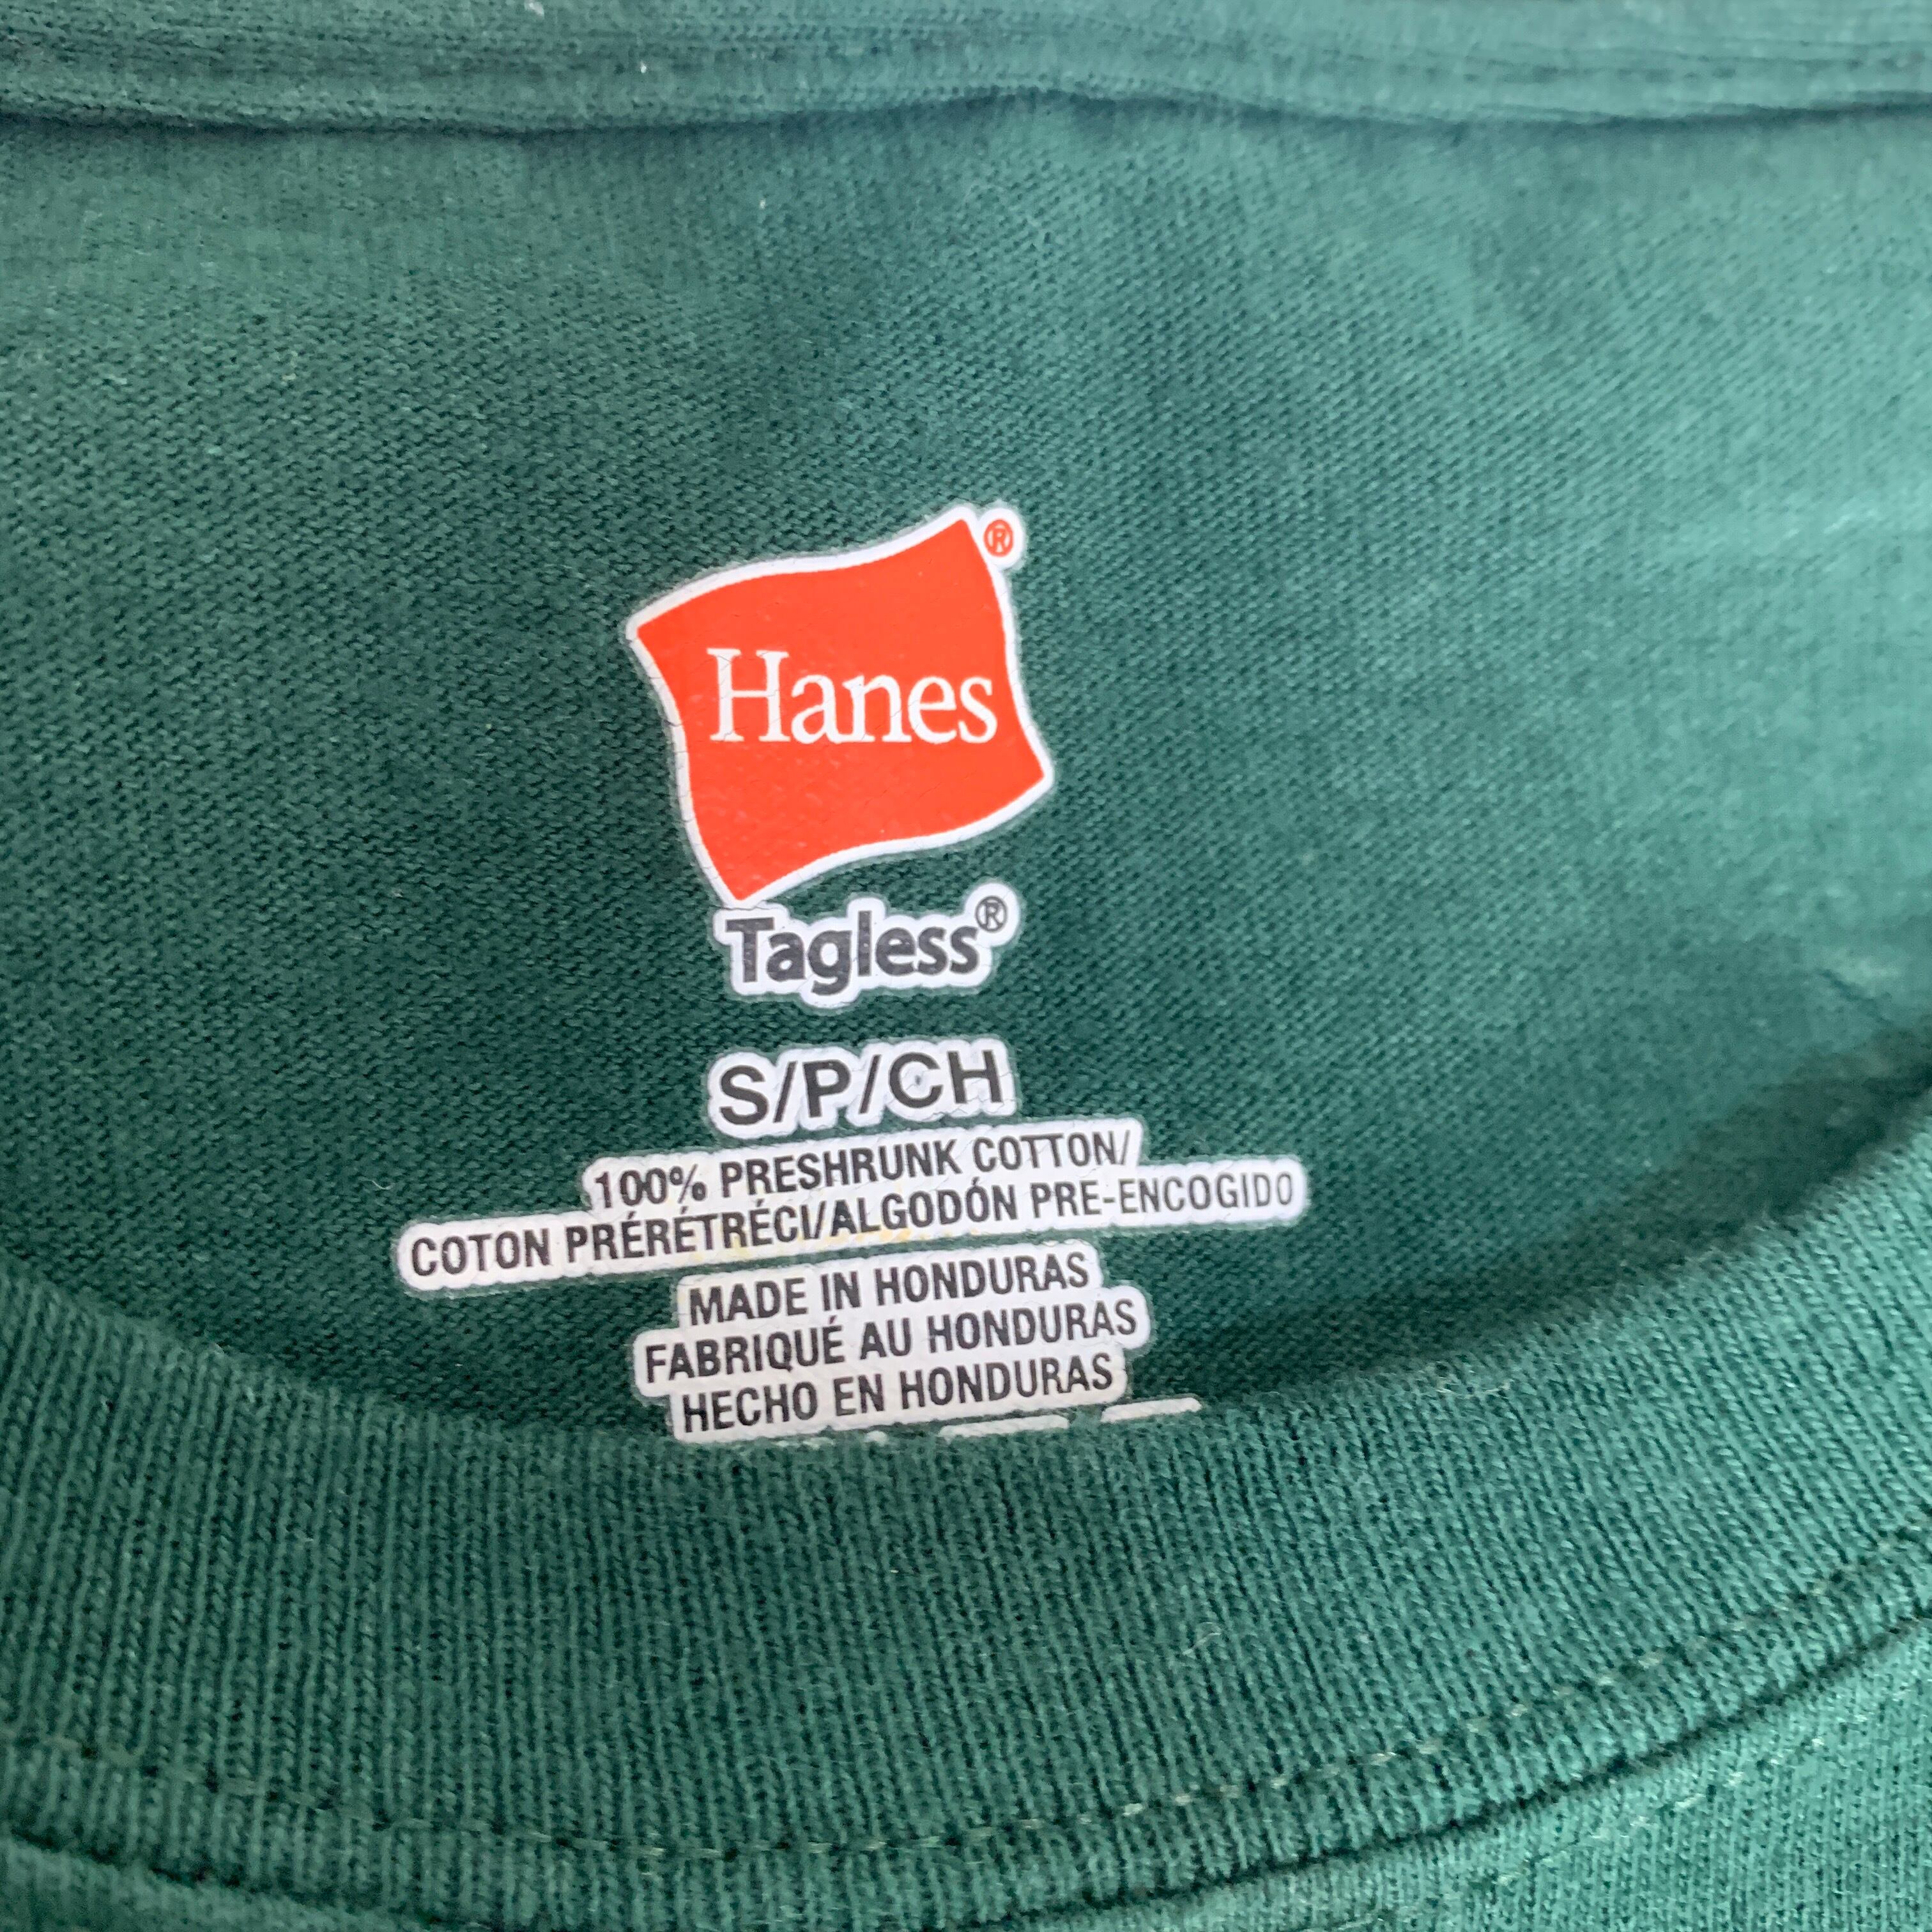 Hanes®
Tagless®
S/P/CH
100% PRESHRUNK COTTON/
COTON PRÉRÉTRÉCI/ALGODÓN PRE-ENCOGIDO
MADE IN HONDURAS
FABRIQUÉ AU HONDURAS
HECHO EN HONDURAS